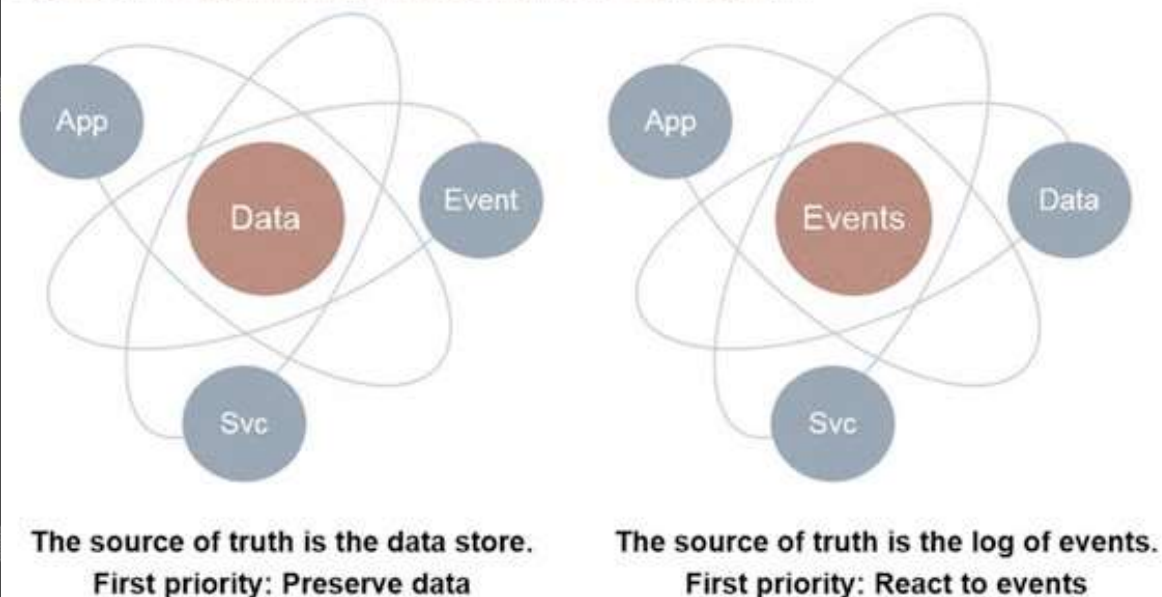 App
Data
Event
Svc
The source of truth is the data store.
First priority: Preserve data
App
Events
Data
Svc
The source of truth is the log of events.
First priority: React to events